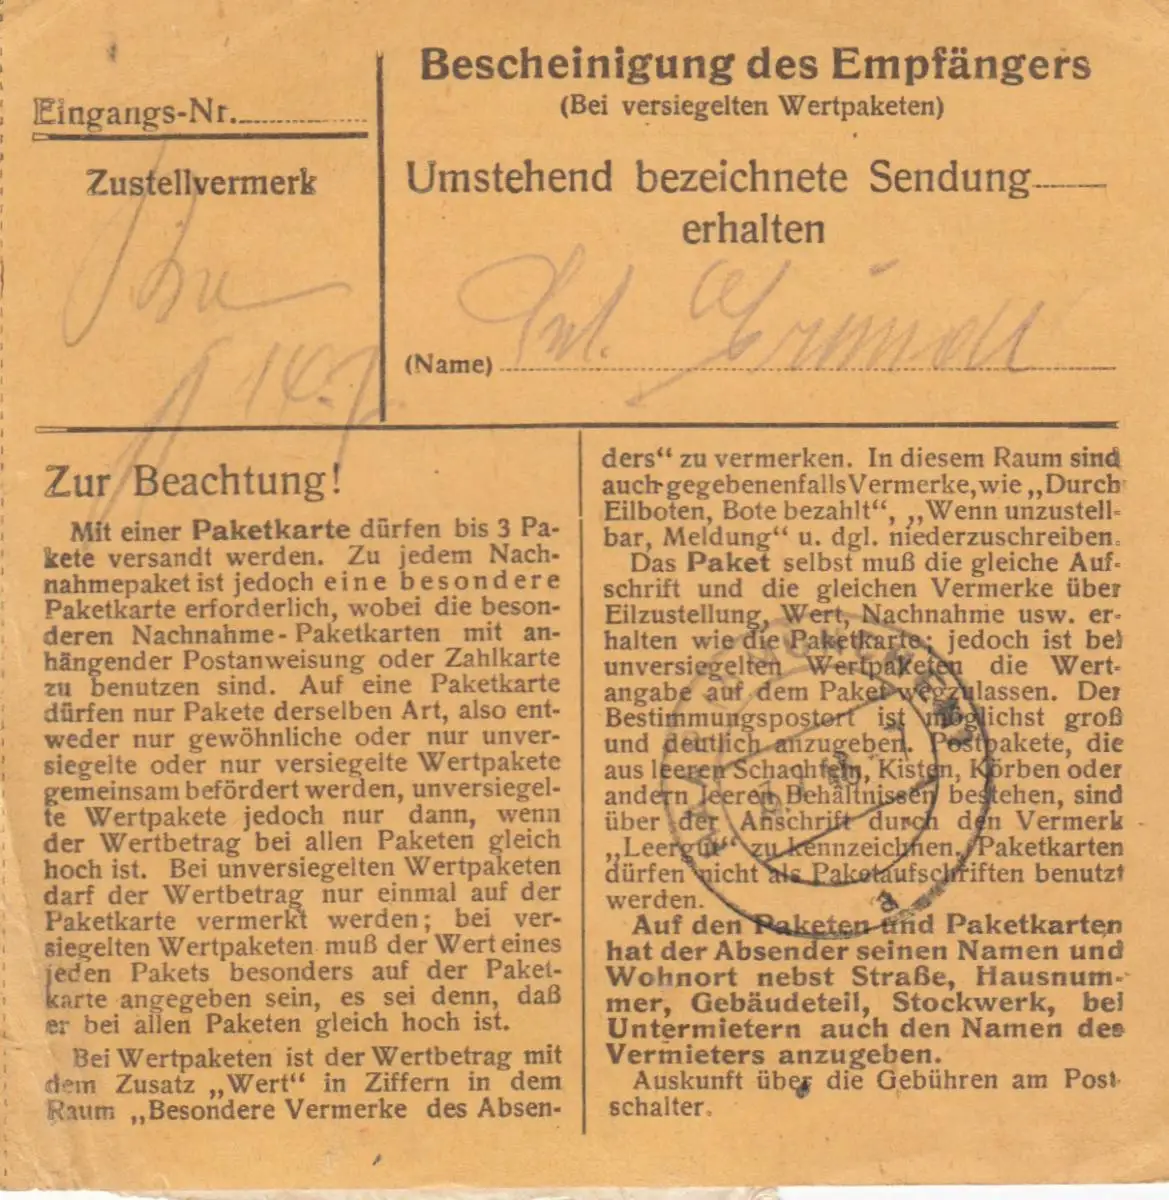 Eingangs-Nr.
Zustellvermerk
Bescheinigung des Empfängers
(Bei versiegelten Wertpaketen)
Umstehend bezeichnete Sendung
erhalten
(Name)
Zur Beachtung!
Mit einer Paketkarte dürfen bis 3 Pa-
kete versandt werden. Zu jedem Nach-
nahmepaket ist jedoch eine besondere
Paketkarte erforderlich, wobei die beson-
deren Nachnahme-Paketkarten mit an-
hängender Postanweisung oder Zahlkarte
zu benutzen sind. Auf eine Paketkarte
dürfen nur Pakete derselben Art, also ent-
weder nur gewöhnliche oder nur unver-
siegelte oder nur versiegelte Wertpakete
gemeinsam befördert werden, unversiegel-
te Wertpakete jedoch nur dann, wenn
der Wertbetrag bei allen Paketen gleich
hoch ist. Bei unversiegelten Wertpaketen
darf der Wertbetrag nur einmal auf der
Paketkarte vermerkt werden; bei ver-
siegelten Wertpaketen muß der Wert eines
jeden Pakets besonders auf der Paket-
karte angegeben sein, es sei denn, daß
er bei allen Paketen gleich hoch ist.
Bei Wertpaketen ist der Wertbetrag mit
dem Zusatz „Wert“ in Ziffern in dem
Raum „Besondere Vermerke des Absen-
ders“ zu vermerken. In diesem Raum sind
auch gegebenenfalls Vermerke, wie „Durch
Eilboten, Bote bezahlt“, „Wenn unzustell-
bar, Meldung“ u. dgl. niederzuschreiben.
Das Paket selbst muß die gleiche Auf-
schrift und die gleichen Vermerke über
Eilzustellung, Wert, Nachnahme usw. er-
halten wie die Paketkarte; jedoch ist bei
unversiegelten Wertpaketen die Wert-
angabe auf dem Paket wegzulassen. Der
Bestimmungspostort ist möglichst groß
und deutlich anzugeben. Postpakete, die
aus leeren Schachteln, Kisten, Körben oder
andern leeren Behältnissen bestehen, sind
über der Anschrift durch den Vermerk
„Leergut“ zu kennzeichnen. Paketkarten
dürfen nicht als Paketaufschriften benutzt
werden.
Auf den Paketen und Paketkarten
hat der Absender seinen Namen und
Wohnort nebst Straße, Hausnum-
mer, Gebäudeteil, Stockwerk, bei
Untermietern auch den Namen des
Vermieters anzugeben.
Auskunft über die Gebühren am Post-
schalter.